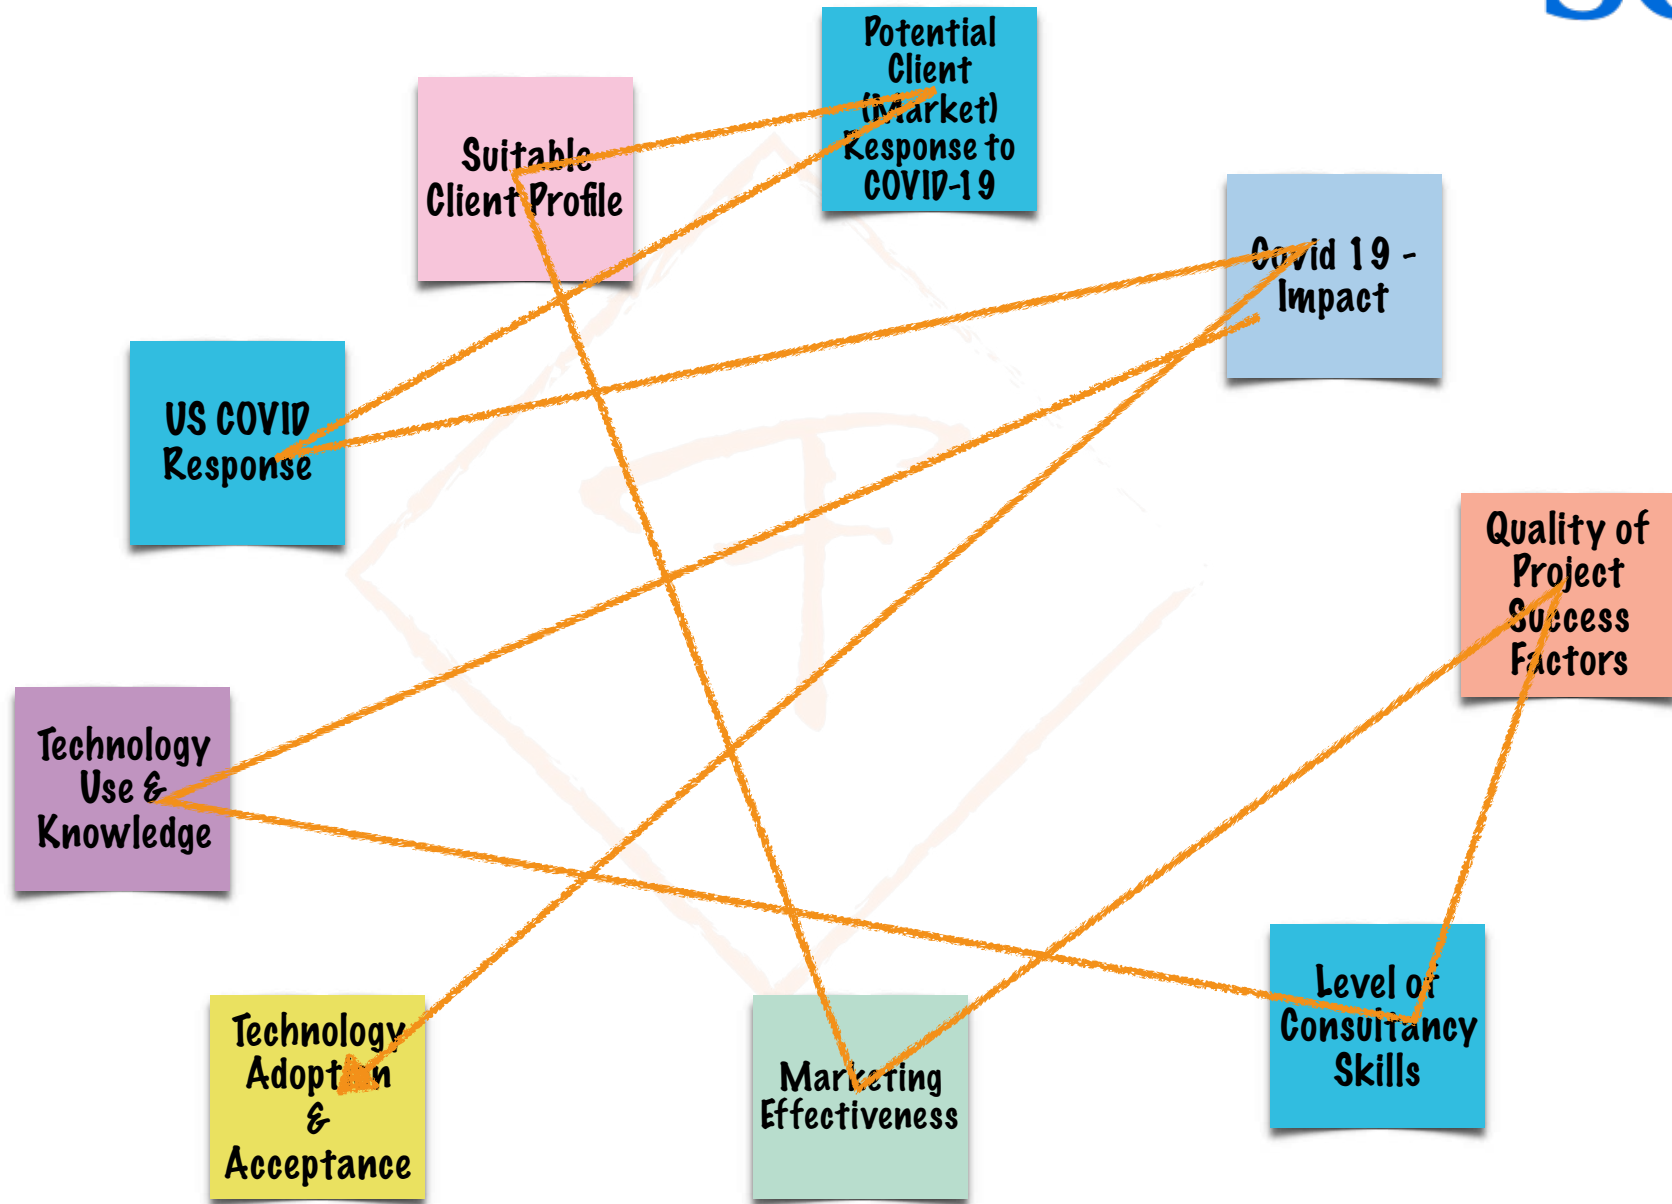 Potential
Client
(Market)
Response to
COVID-19
Suitable
Client Profile
Covid 19 -
Impact
US COVID
Response
Quality of
Project
Success
Factors
Technology
Use &
Knowledge
Level of
Consultancy
Skills
Technology
Adoption
&
Acceptance
Marketing
Effectiveness